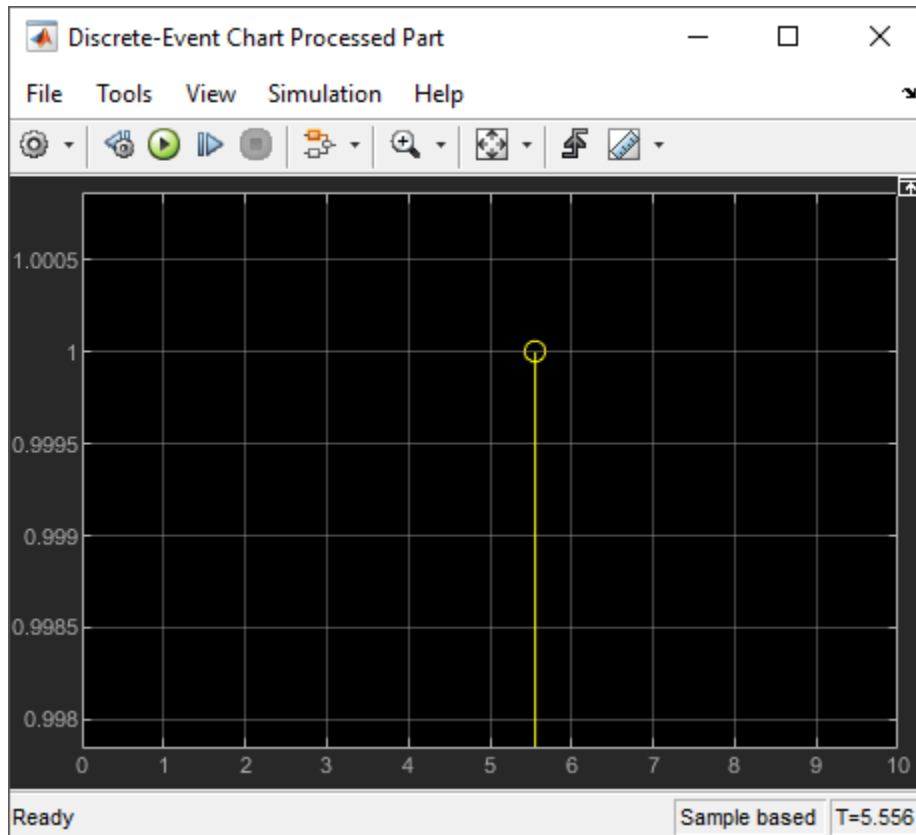 Discrete-Event Chart Processed Part
File Tools View Simulation Help
1.0005
1
0.9995
0.999
0.9985
0.998
0 1 2 3 4 5 6 7 8 9 10
Ready Sample based T=5.556